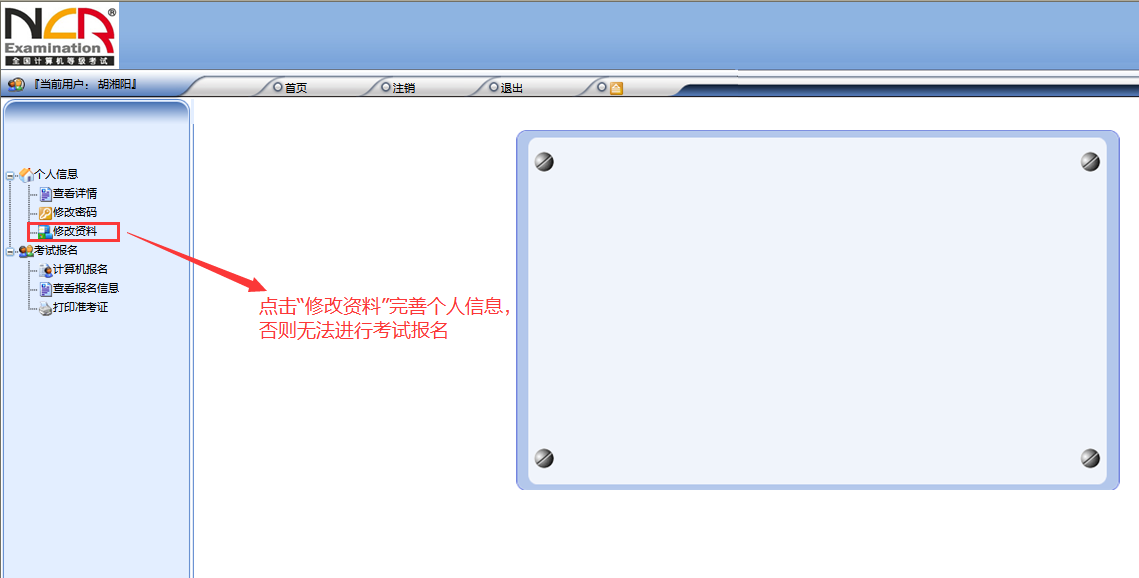 NCR®
Examination
全国计算机等级考试
『当前用户： 胡湘阳』
首页
注销
退出
个人信息
查看详情
修改密码
修改资料
考试报名
计算机报名
查看报名信息
打印准考证
点击“修改资料”完善个人信息，
否则无法进行考试报名